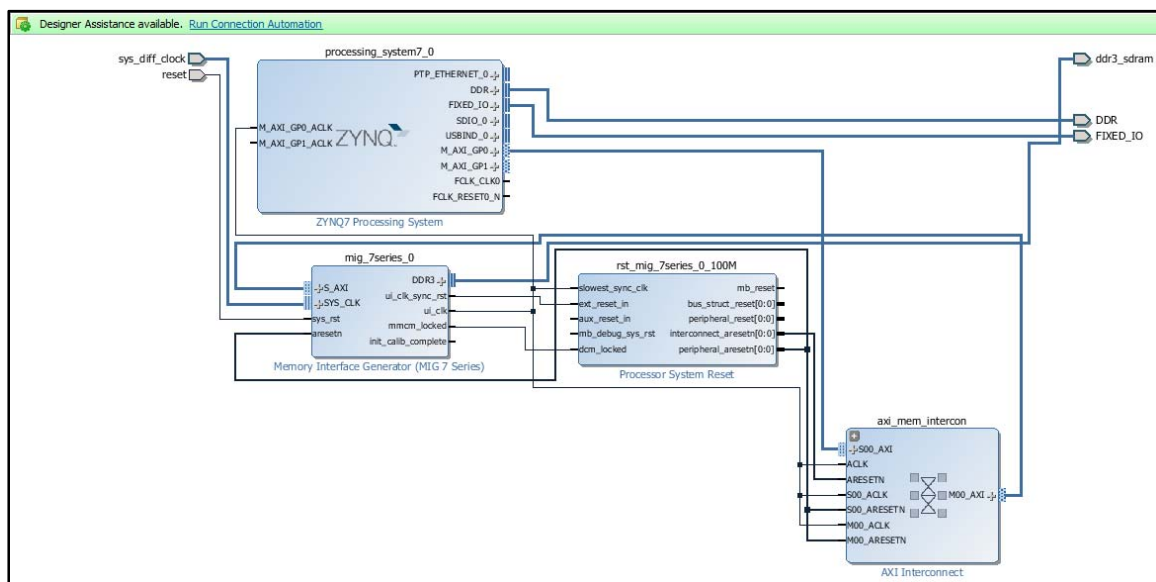 Designer Assistance available. Run Connection Automation
sys_diff_clock
reset
processing_system7_0
M_AXI_GP0_ACLK
M_AXI_GP1_ACLK
ZYNQ
PTP_ETHERNET_0
DDR
FIXED_IO
SDIO_0
USBIND_0
M_AXI_GP0
M_AXI_GP1
FCLK_CLK0
FCLK_RESET0_N
ZYNQ7 Processing System
ddr3_sdram
DDR
FIXED_IO
mig_7series_0
S_AXI
SYS_CLK
sys_rst
aresetn
DDR3
ui_clk_sync_rst
ui_clk
mmcm_locked
init_calib_complete
Memory Interface Generator (MIG 7 Series)
rst_mig_7series_0_100M
slowest_sync_clk
ext_reset_in
aux_reset_in
mb_debug_sys_rst
dcm_locked
mb_reset
bus_struct_reset[0:0]
peripheral_reset[0:0]
interconnect_aresetn[0:0]
peripheral_aresetn[0:0]
Processor System Reset
axi_mem_intercon
S00_AXI
ACLK
ARESETN
S00_ACLK
S00_ARESETN
M00_ACLK
M00_ARESETN
M00_AXI
AXI Interconnect